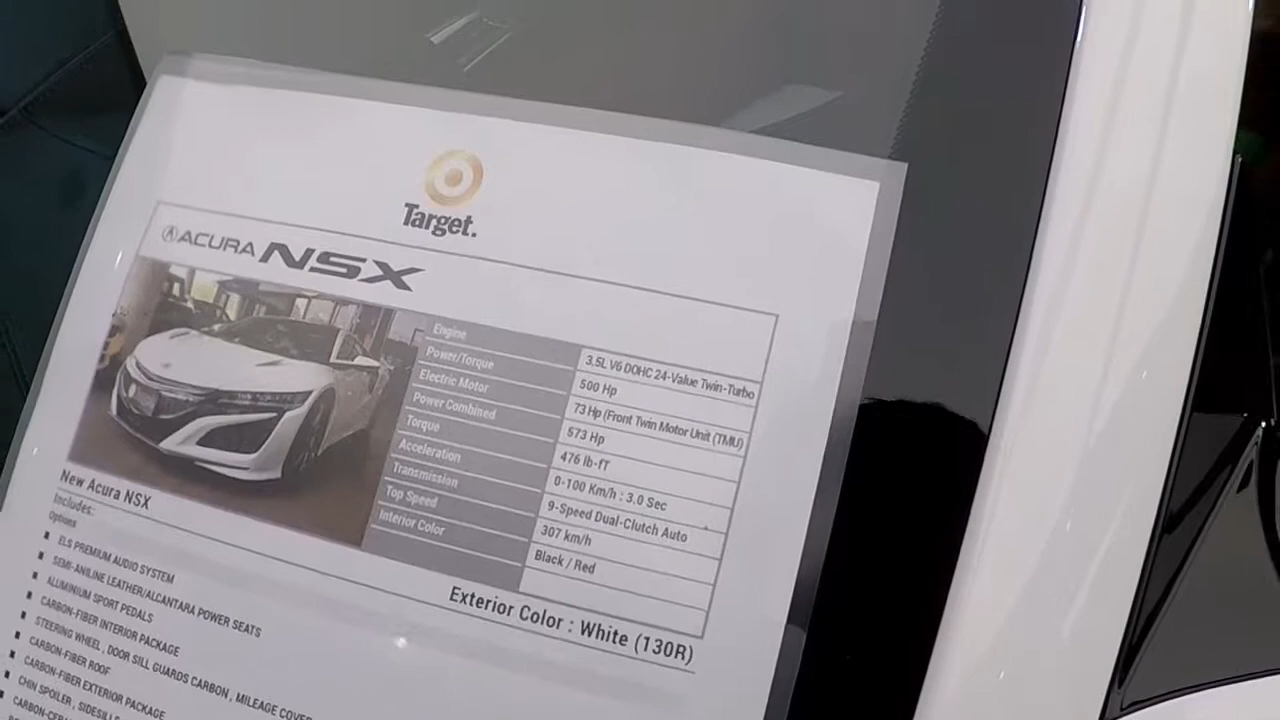 Target.
ACURA NSX
Engine 3.5L V6 DOHC 24-Value Twin-Turbo
Power/Torque 500 Hp
Electric Motor 73 Hp (Front Twin Motor Unit (TMU)
Power Combined 573 Hp
Torque 476 lb-fT
Acceleration 0-100 Km/h : 3.0 Sec
Transmission 9-Speed Dual-Clutch Auto
Top Speed 307 km/h
Interior Color Black / Red
New Acura NSX
Exterior Color : White (130R)
Includes:
Options
ELS PREMIUM AUDIO SYSTEM
SEMI-ANILINE LEATHER/ALCANTARA POWER SEATS
ALUMINIUM SPORT PEDALS
CARBON-FIBER INTERIOR PACKAGE
STEERING WHEEL , DOOR SILL GUARDS CARBON , MILEAGE COVER
CARBON-FIBER ROOF
CARBON-FIBER EXTERIOR PACKAGE
CHIN SPOILER ,